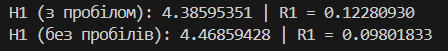 H1 (з пробілом): 4.38595351 | R1 = 0.12280930
H1 (без пробілів): 4.46859428 | R1 = 0.09801833